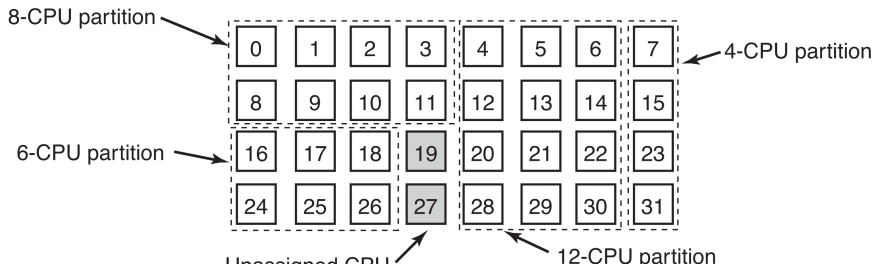 8-CPU partition
0 1 2 3 4 5 6 7
4-CPU partition
8 9 10 11 12 13 14 15
6-CPU partition
16 17 18 19 20 21 22 23
24 25 26 27 28 29 30 31
Unassigned CPU
12-CPU partition